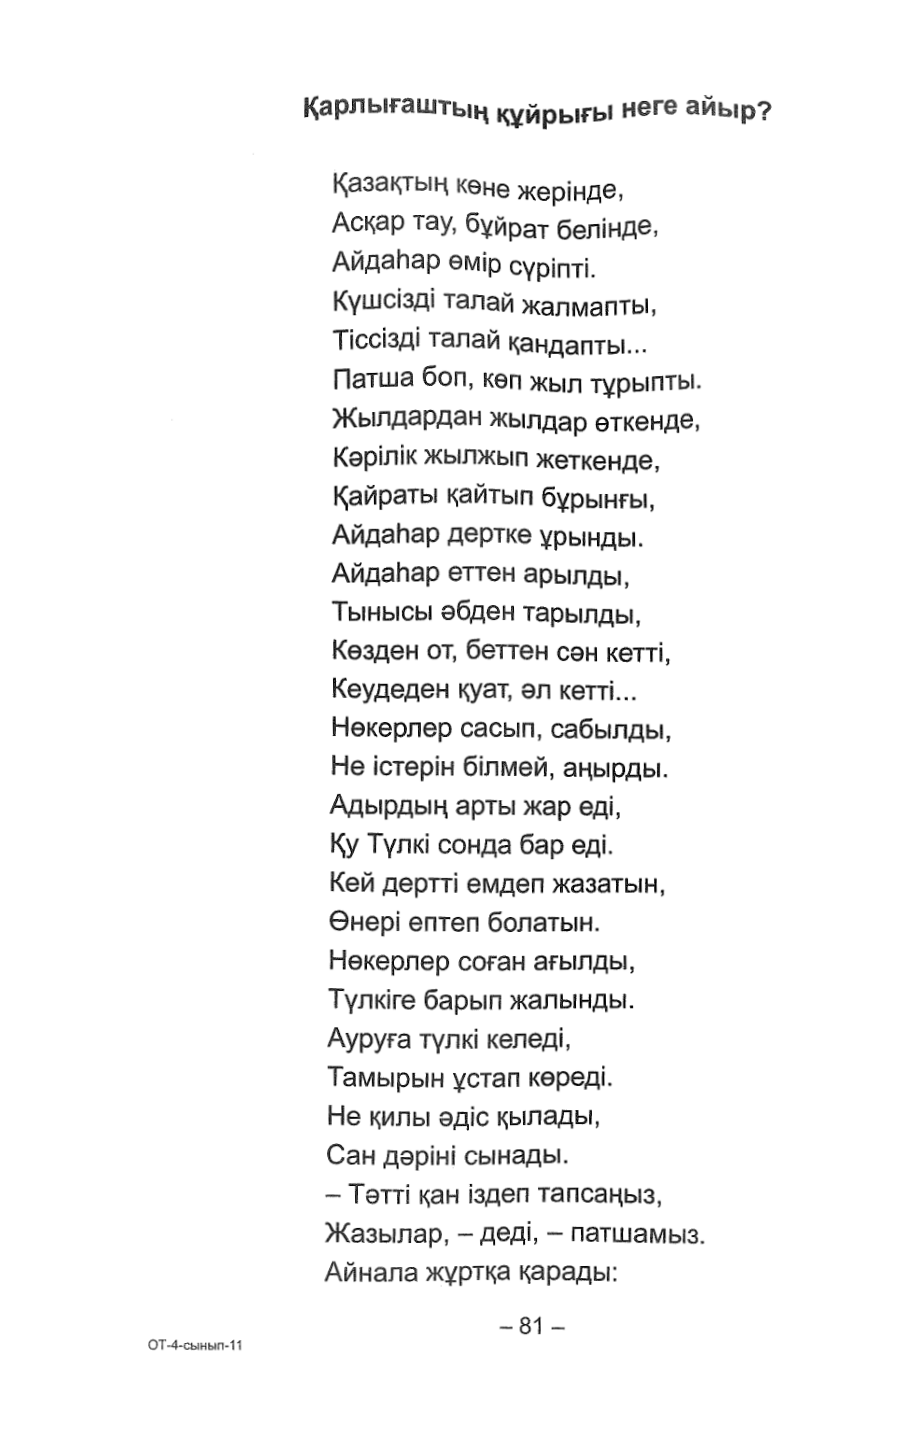 Қарлығаштың құйрығы неге айыр?
Қазақтың көне жерінде,
Асқар тау, бұйрат белінде,
Айдаһар өмір сүріпті.
Күшсізді талай жалмапты,
Тіссізді талай қандапты...
Патша боп, көп жыл тұрыпты.
Жылдардан жылдар өткенде,
Кәрілік жылжып жеткенде,
Қайраты қайтып бұрынғы,
Айдаһар дертке ұрынды.
Айдаһар еттен арылды,
Тынысы әбден тарылды,
Көзден от, беттен сән кетті,
Кеудеден қуат, әл кетті...
Нөкерлер сасып, сабылды,
Не істерін білмей, аңырды.
Адырдың арты жар еді,
Қу Түлкі сонда бар еді.
Кей дертті емдеп жазатын,
Өнері ептеп болатын.
Нөкерлер соған ағылды,
Түлкіге барып жалынды.
Ауруға түлкі келеді,
Тамырын ұстап көреді.
Не қилы әдіс қылады,
Сан дәріні сынады.
– Тәтті қан іздеп тапсаңыз,
Жазылар, – деді, – патшамыз.
Айнала жұртқа қарады:
– 81 –
ОТ-4-сынып-11